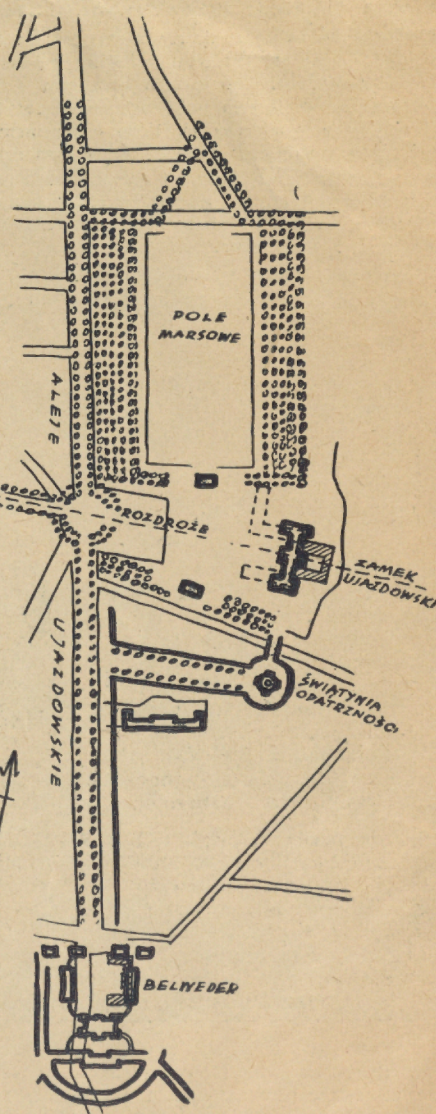 POLE
MARSOWE
ALEJE
ROZDROŻE
ZAMEK
UJAZDOWSKI
UJAZDOWSKIE
ŚWIĄTYNIA
OPATRZNOŚCI
BELWEDER